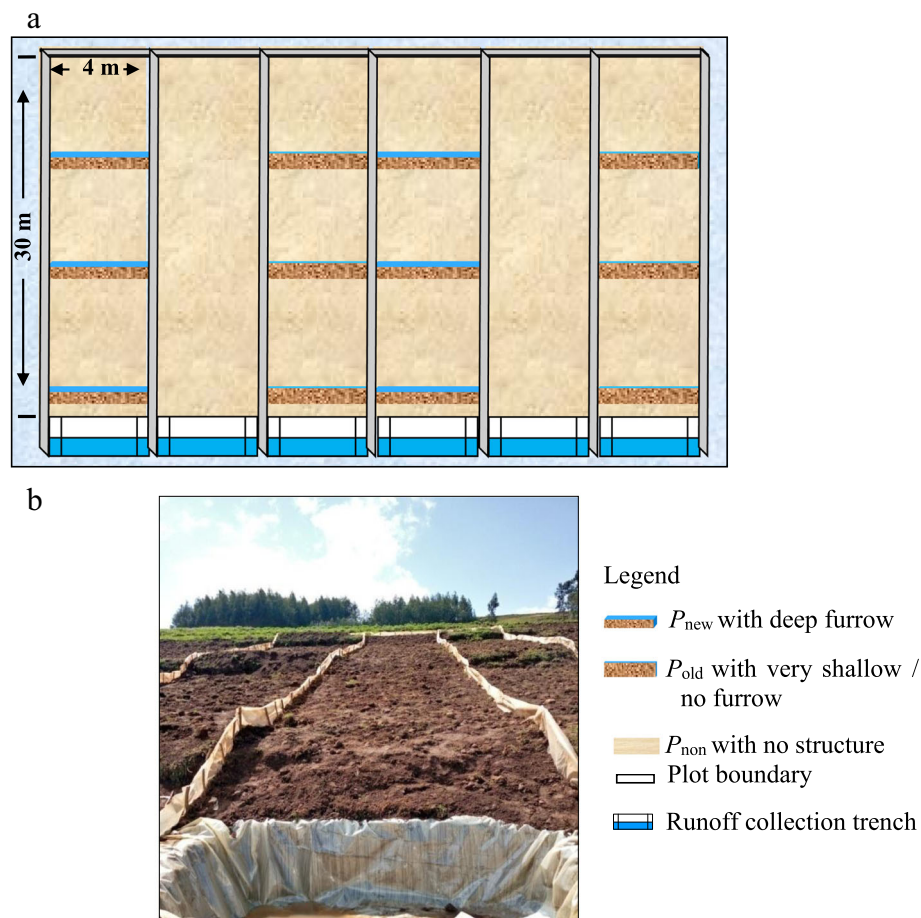 a
4 m
30 m
b
Legend
Pnew with deep furrow
Pold with very shallow /
no furrow
Pnon with no structure
Plot boundary
Runoff collection trench